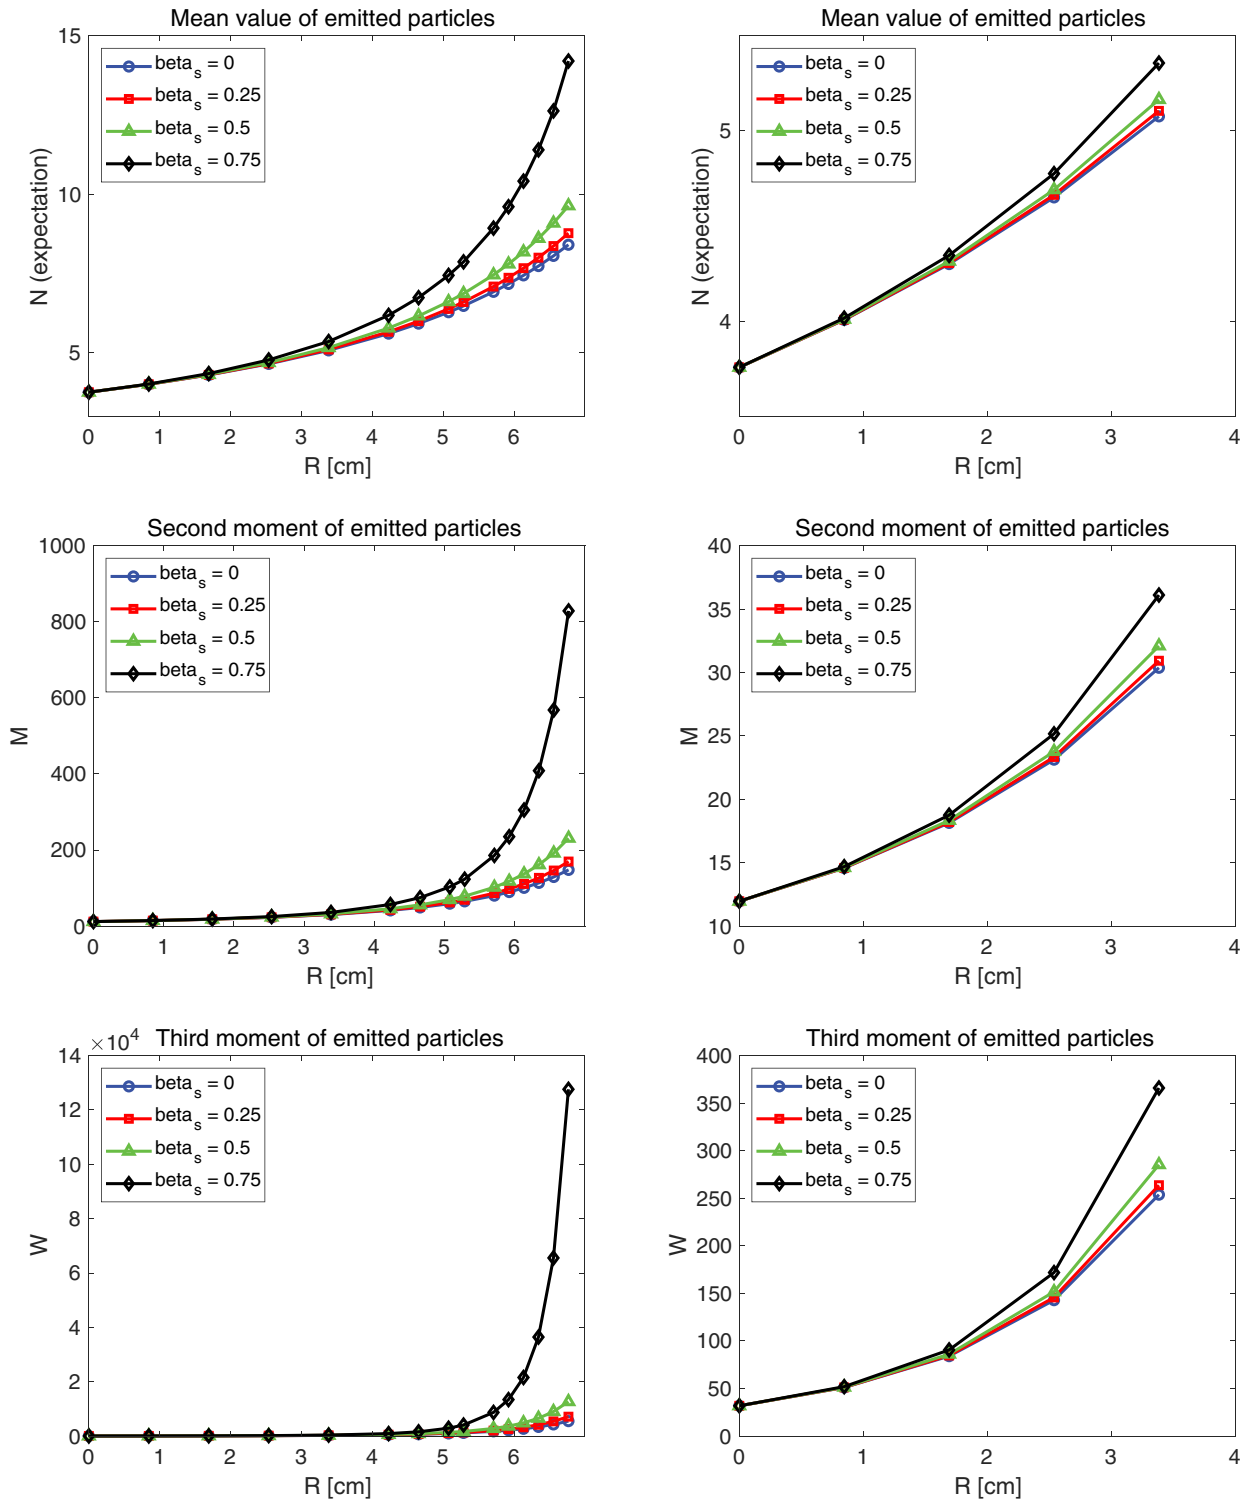 Mean value of emitted particles
15
10
5
N (expectation)
beta_s = 0
beta_s = 0.25
beta_s = 0.5
beta_s = 0.75
0 1 2 3 4 5 6
R [cm]
Mean value of emitted particles
5
4
N (expectation)
beta_s = 0
beta_s = 0.25
beta_s = 0.5
beta_s = 0.75
0 1 2 3 4
R [cm]
Second moment of emitted particles
1000
800
600
400
200
0
M
beta_s = 0
beta_s = 0.25
beta_s = 0.5
beta_s = 0.75
0 1 2 3 4 5 6
R [cm]
Second moment of emitted particles
40
35
30
25
20
15
10
M
beta_s = 0
beta_s = 0.25
beta_s = 0.5
beta_s = 0.75
0 1 2 3 4
R [cm]
×10^4 Third moment of emitted particles
14
12
10
8
6
4
2
0
W
beta_s = 0
beta_s = 0.25
beta_s = 0.5
beta_s = 0.75
0 1 2 3 4 5 6
R [cm]
Third moment of emitted particles
400
350
300
250
200
150
100
50
0
W
beta_s = 0
beta_s = 0.25
beta_s = 0.5
beta_s = 0.75
0 1 2 3 4
R [cm]